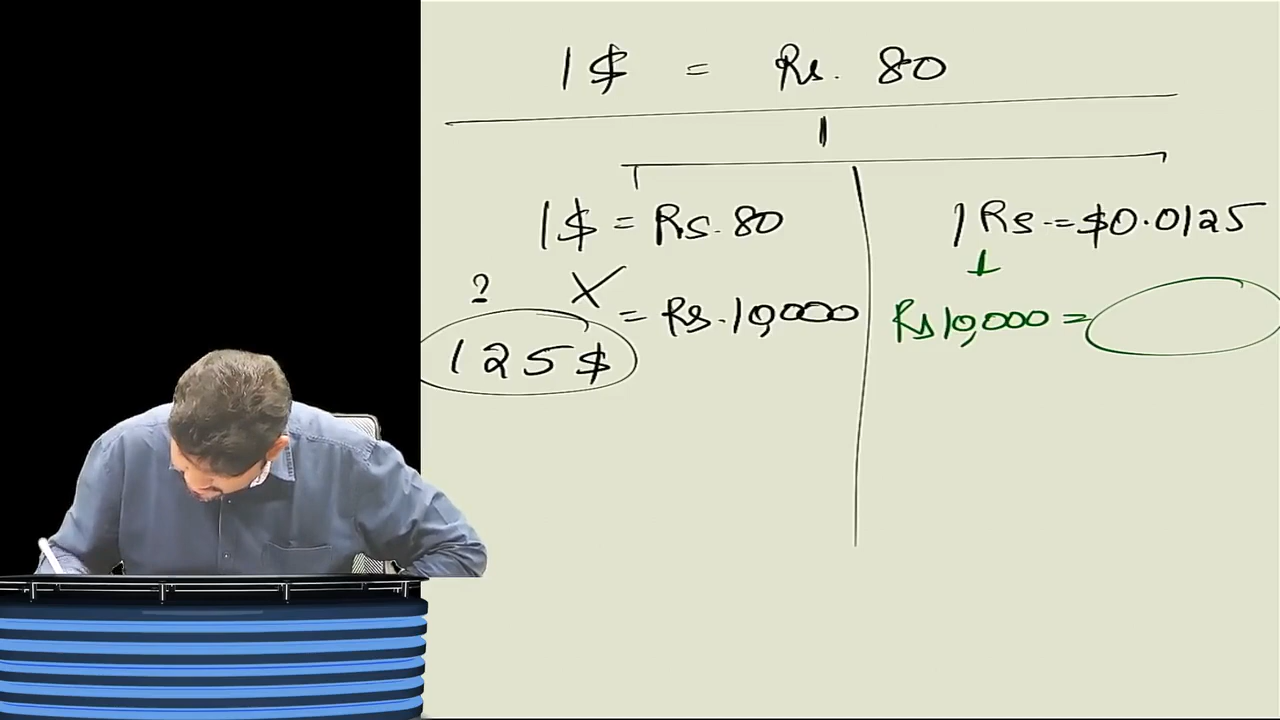 1$ = Rs. 80
1$ = Rs. 80
? X = Rs. 10,000
125$
1 Rs = $0.0125
Rs 10,000 =